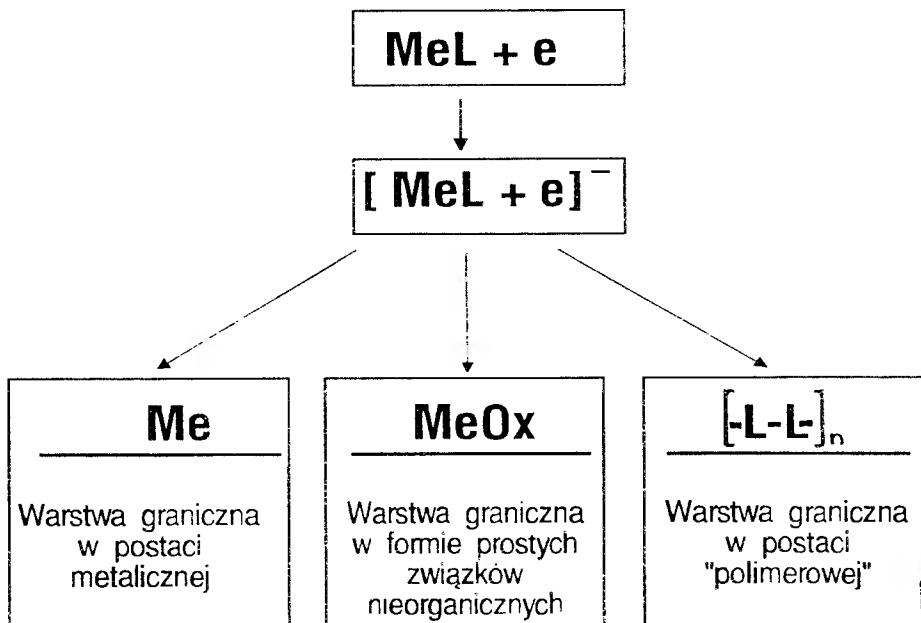 MeL + e
[ MeL + e]⁻
Me
Warstwa graniczna
w postaci
metalicznej
MeOx
Warstwa graniczna
w formie prostych
związków
nieorganicznych
[-L-L-]ₙ
Warstwa graniczna
w postaci
"polimerowej"